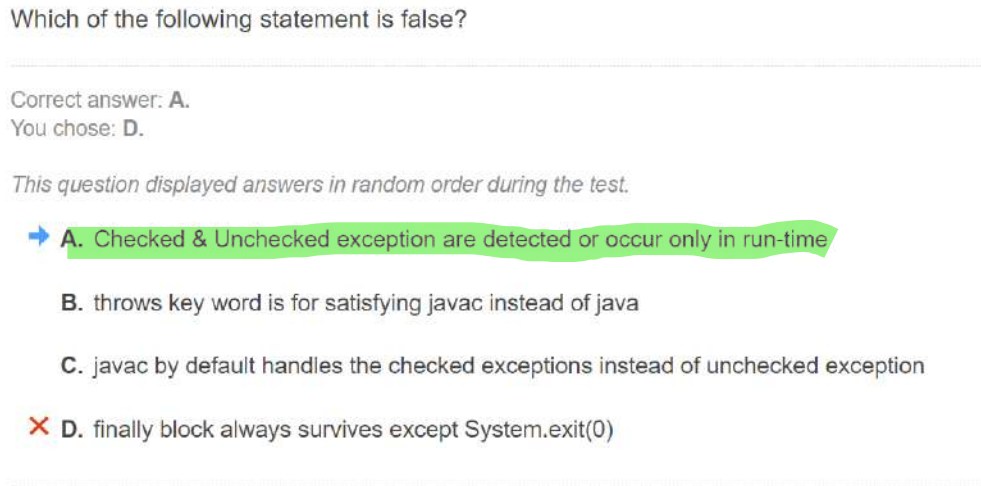 Which of the following statement is false?
Correct answer: A.
You chose: D.
This question displayed answers in random order during the test.
A. Checked & Unchecked exception are detected or occur only in run-time
B. throws key word is for satisfying javac instead of java
C. javac by default handles the checked exceptions instead of unchecked exception
D. finally block always survives except System.exit(0)